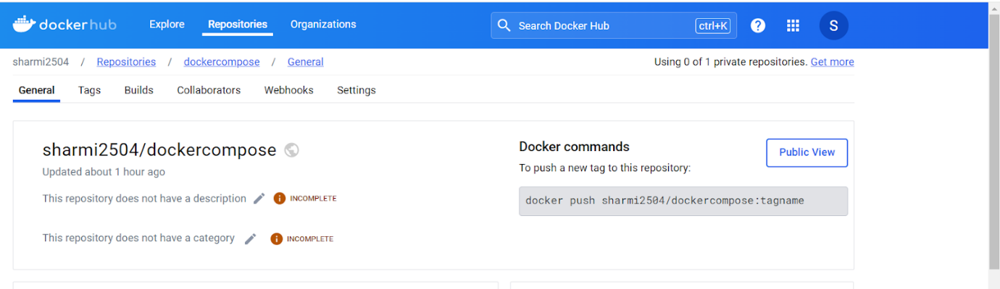 dockerhub Explore Repositories Organizations Search Docker Hub ctrl+K ? S
sharmi2504 / Repositories / dockercompose / General Using 0 of 1 private repositories. Get more
General Tags Builds Collaborators Webhooks Settings
sharmi2504/dockercompose
Updated about 1 hour ago
This repository does not have a description i INCOMPLETE
This repository does not have a category i INCOMPLETE
Docker commands
Public View
To push a new tag to this repository:
docker push sharmi2504/dockercompose:tagname